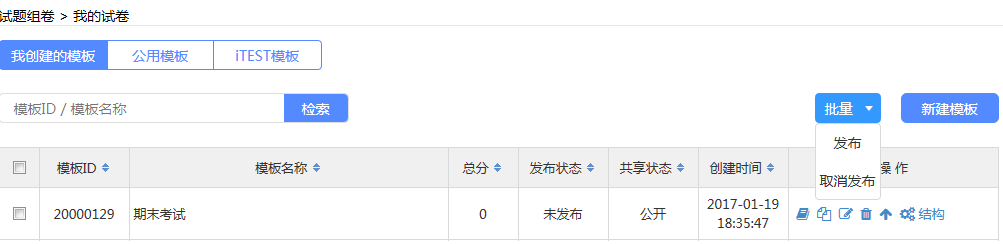 试题组卷 > 我的试卷
我创建的模板 公用模板 iTEST模板
模板ID / 模板名称 检索 批量 新建模板
发布
取消发布
模板ID 模板名称 总分 发布状态 共享状态 创建时间 操 作
20000129 期末考试 0 未发布 公开 2017-01-19 结构
18:35:47